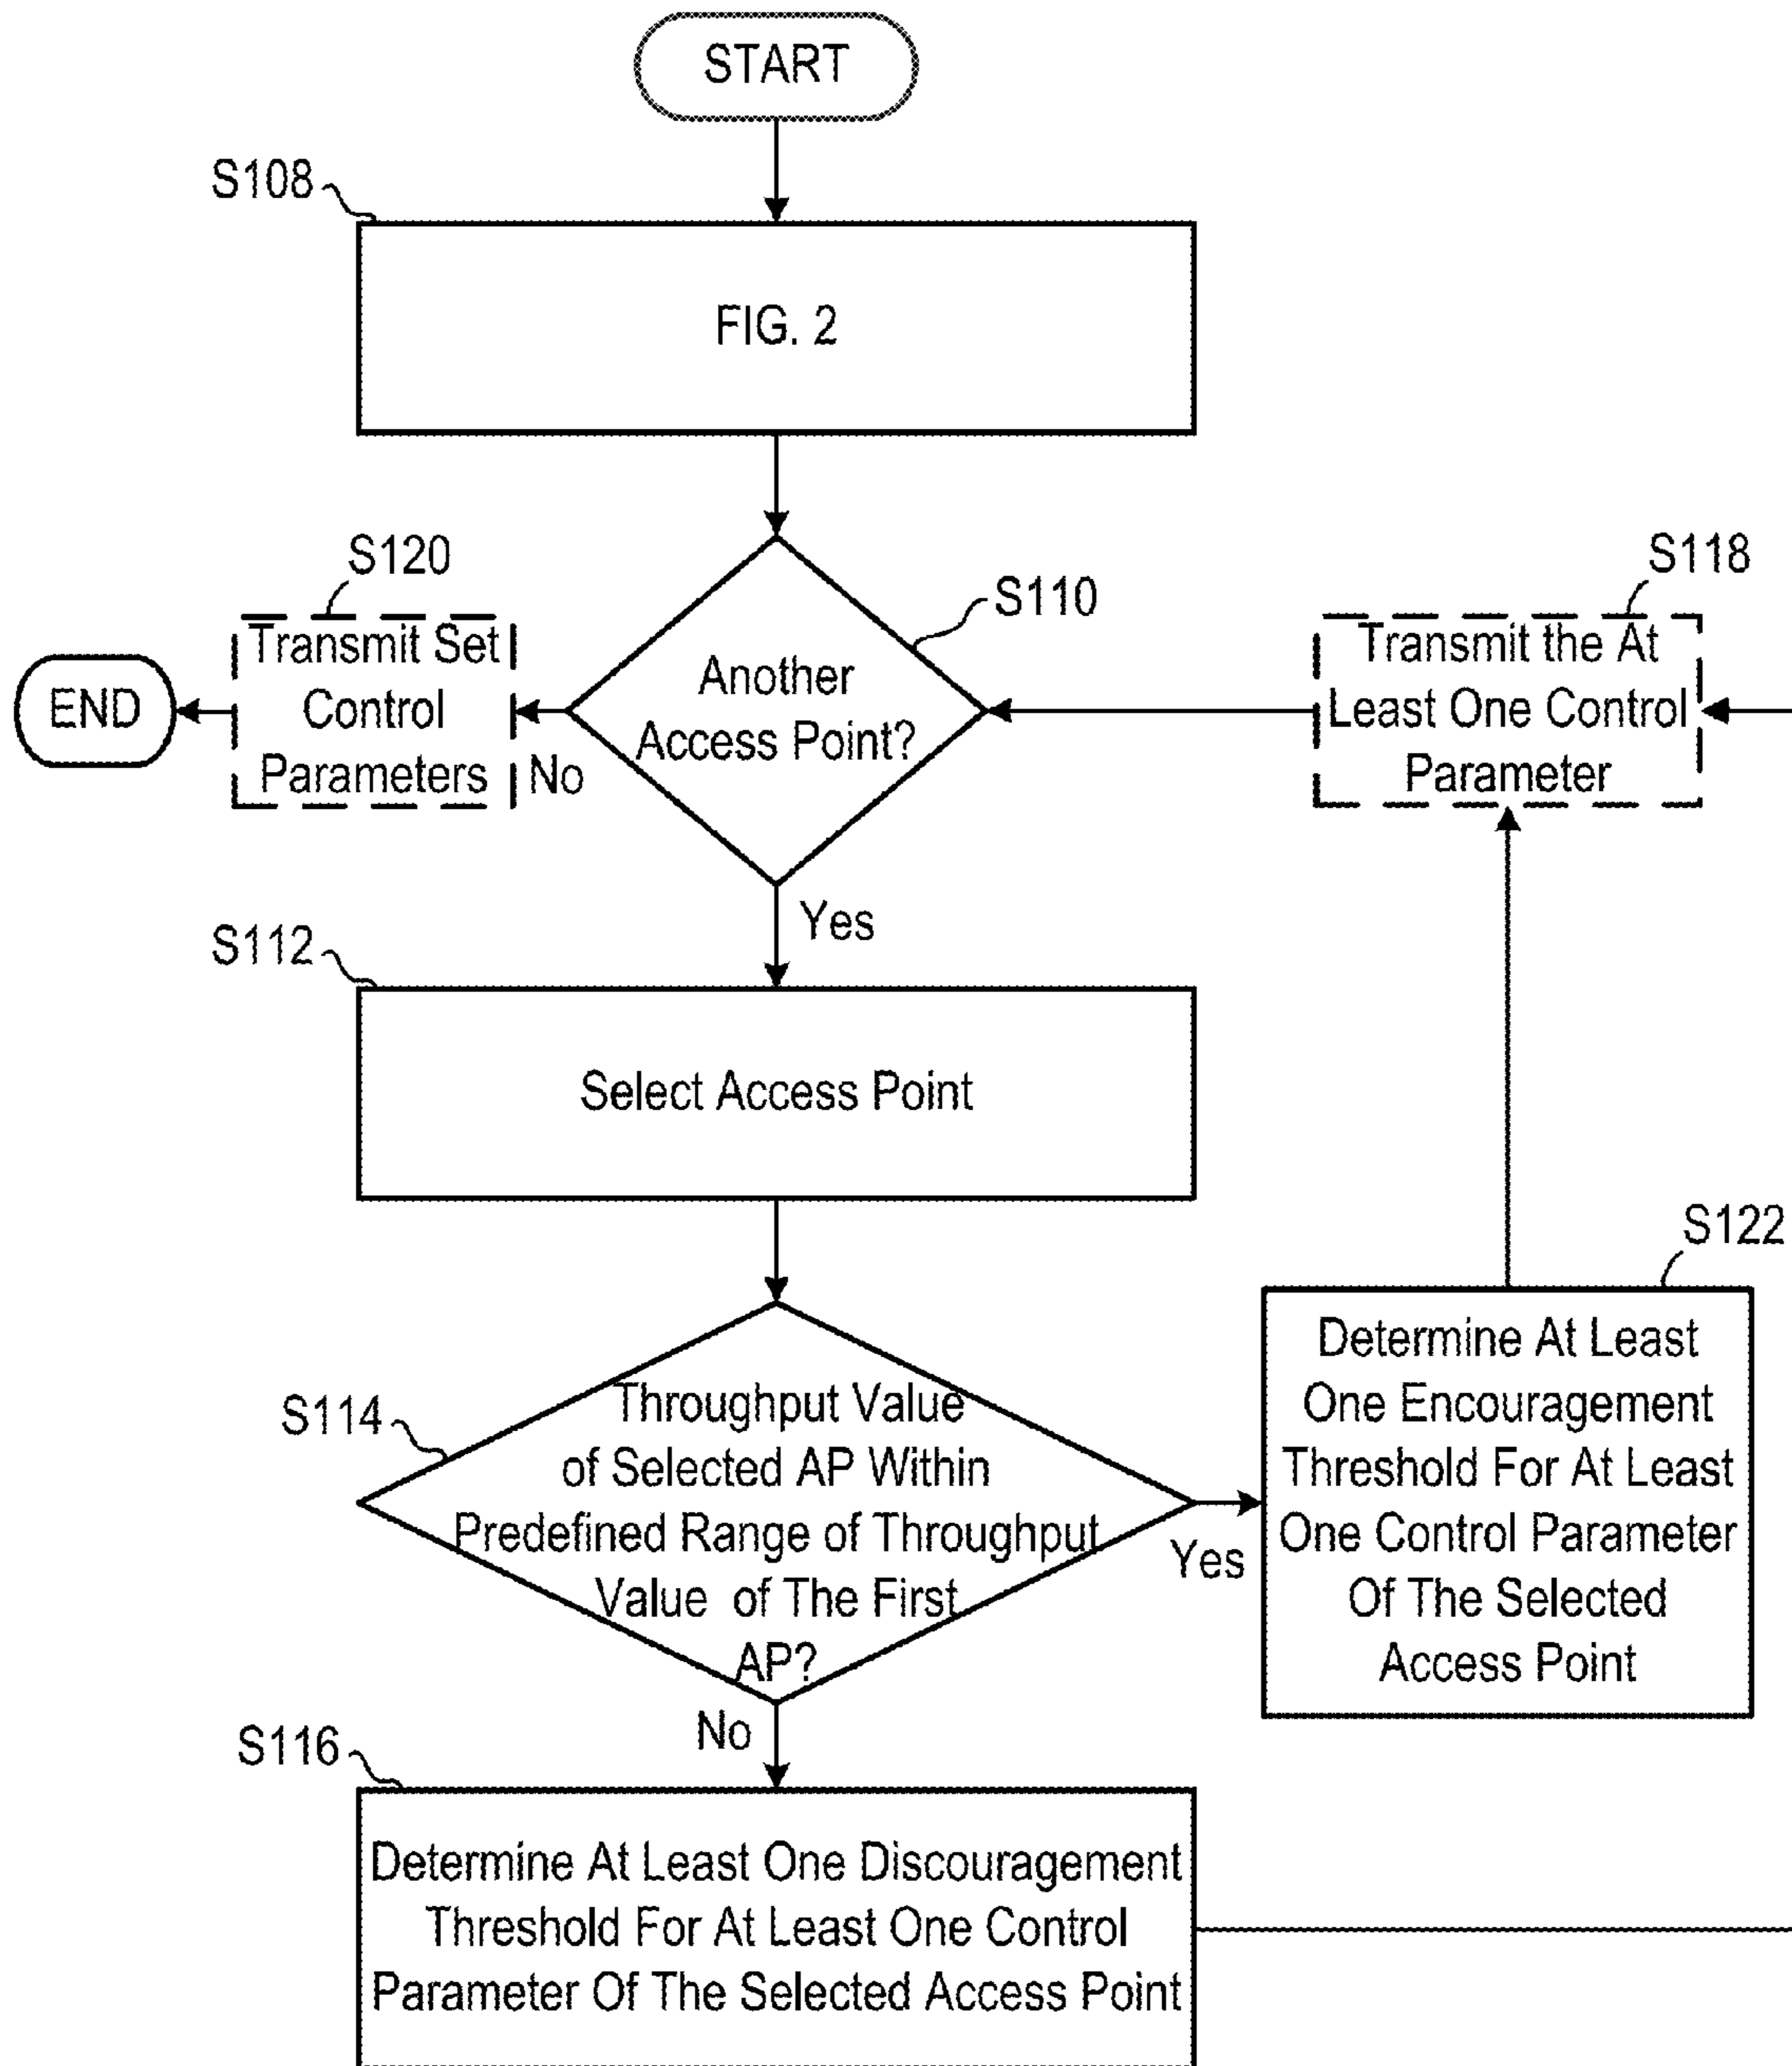 START
S108
FIG. 2
S120
Transmit Set
Control
Parameters
END
No
S110
Another
Access Point?
S118
Transmit the At
Least One Control
Parameter
Yes
S112
Select Access Point
S114
Throughput Value
of Selected AP Within
Predefined Range of Throughput
Value of The First
AP?
Yes
S122
Determine At Least
One Encouragement
Threshold For At Least
One Control Parameter
Of The Selected
Access Point
No
S116
Determine At Least One Discouragement
Threshold For At Least One Control
Parameter Of The Selected Access Point